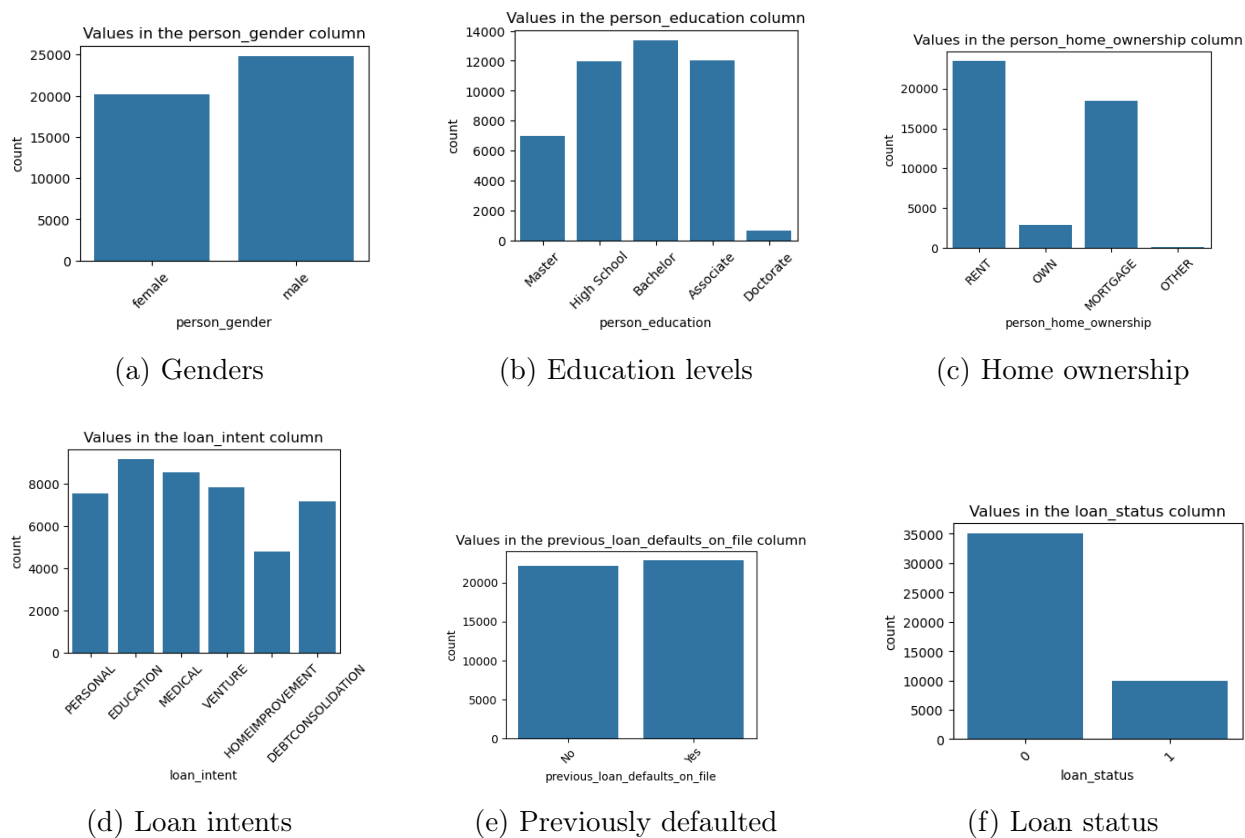 Values in the person_gender column
25000
20000
15000
10000
5000
0
count
female
male
person_gender
(a) Genders
Values in the person_education column
14000
12000
10000
8000
6000
4000
2000
0
count
Master
High School
Bachelor
Associate
Doctorate
person_education
(b) Education levels
Values in the person_home_ownership column
20000
15000
10000
5000
0
count
RENT
OWN
MORTGAGE
OTHER
person_home_ownership
(c) Home ownership
Values in the loan_intent column
8000
6000
4000
2000
0
count
PERSONAL
EDUCATION
MEDICAL
VENTURE
HOMEIMPROVEMENT
DEBTCONSOLIDATION
loan_intent
(d) Loan intents
Values in the previous_loan_defaults_on_file column
20000
15000
10000
5000
0
count
No
Yes
previous_loan_defaults_on_file
(e) Previously defaulted
Values in the loan_status column
35000
30000
25000
20000
15000
10000
5000
0
count
0
1
loan_status
(f) Loan status